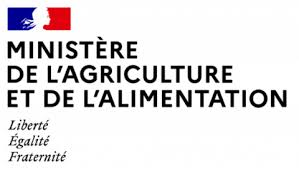 MINISTÈRE
DE L'AGRICULTURE
ET DE L'ALIMENTATION
Liberté
Égalité
Fraternité